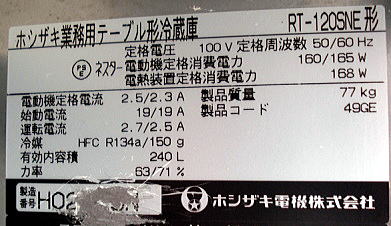 ホシザキ業務用テーブル形冷蔵庫 RT-120SNE形
定格電圧 100V 定格周波数 50/60Hz
PSE ネスター 電動機定格消費電力 160/165W
電熱装置定格消費電力 168W
電動機定格電流 2.5/2.3A 製品質量 77kg
始動電流 19/19A 製品コード 49GE
運転電流 2.7/2.5A
冷媒 HFC R134a/150g
有効内容積 240L
力率 63/71%
製造番号 H02
ホシザキ電機株式会社